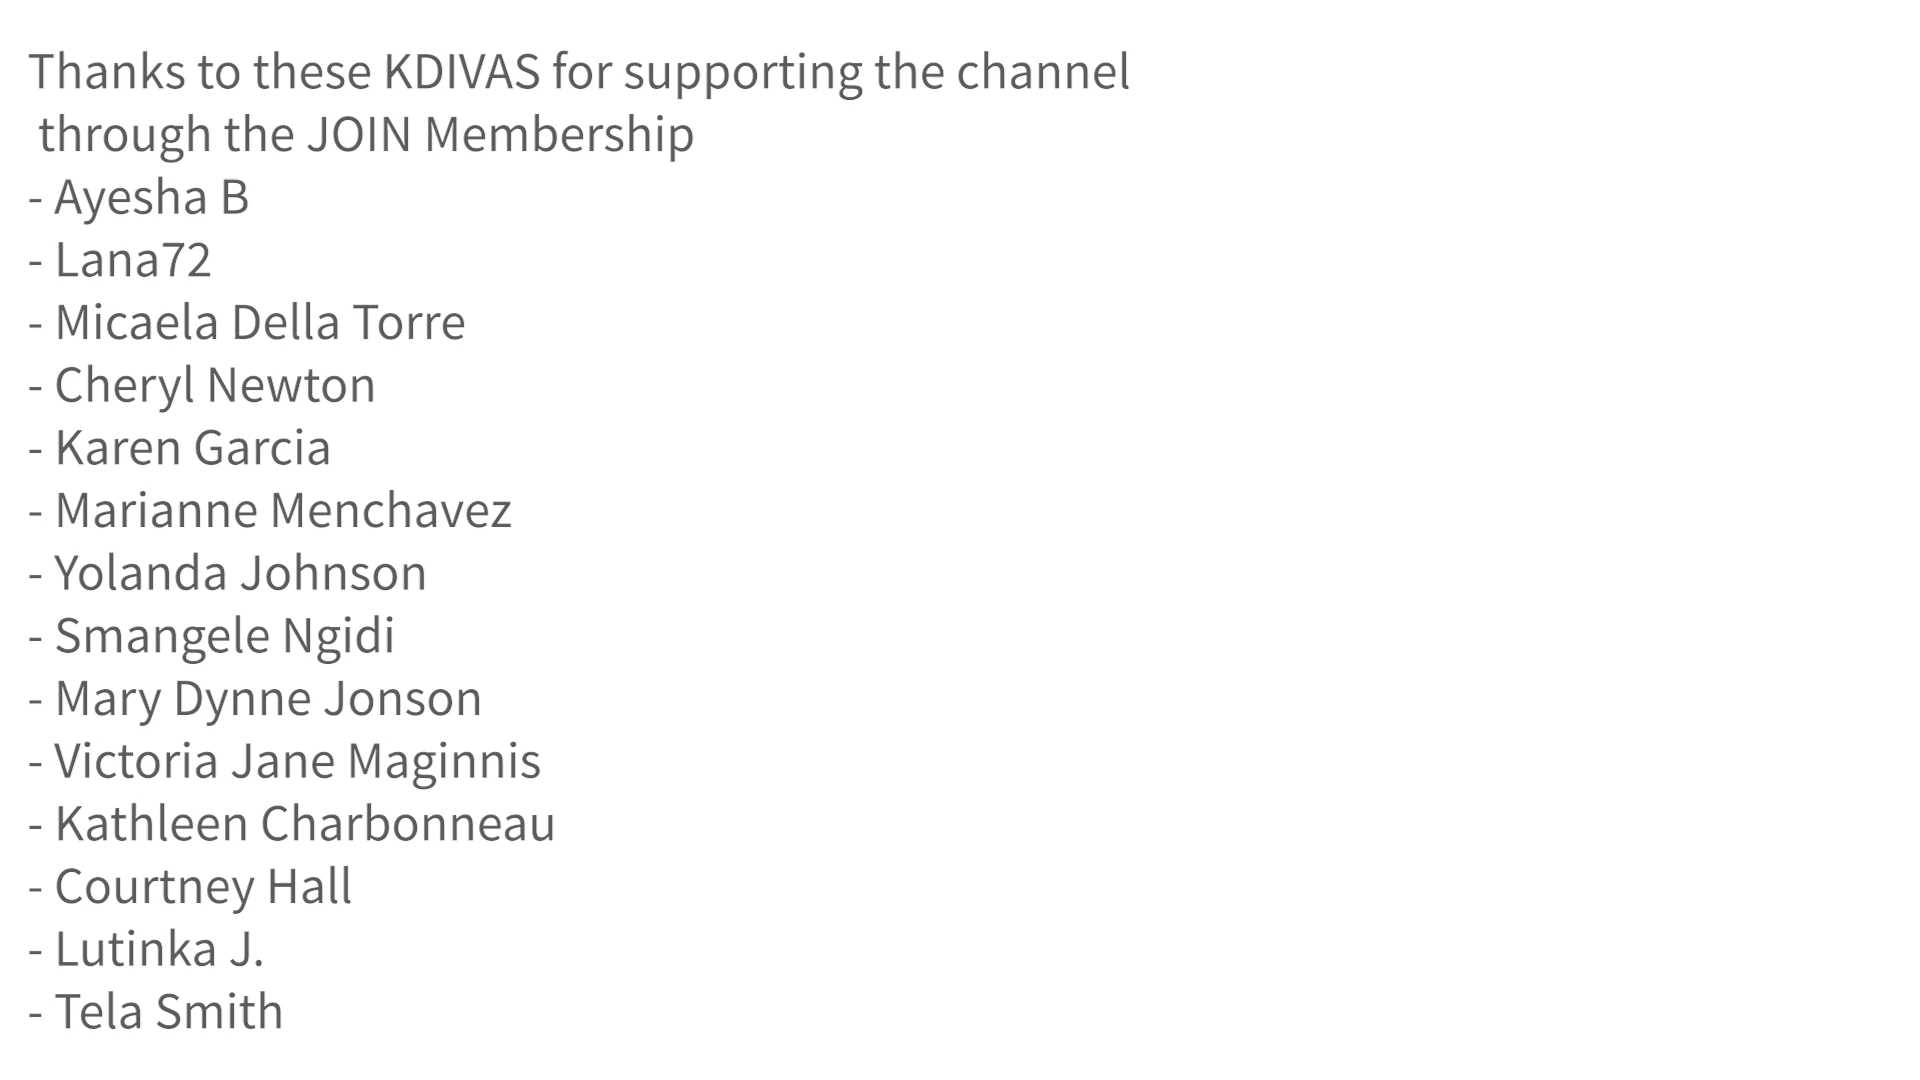 Thanks to these KDIVAS for supporting the channel
through the JOIN Membership
- Ayesha B
- Lana72
- Micaela Della Torre
- Cheryl Newton
- Karen Garcia
- Marianne Menchavez
- Yolanda Johnson
- Smangele Ngidi
- Mary Dynne Jonson
- Victoria Jane Maginnis
- Kathleen Charbonneau
- Courtney Hall
- Lutinka J.
- Tela Smith